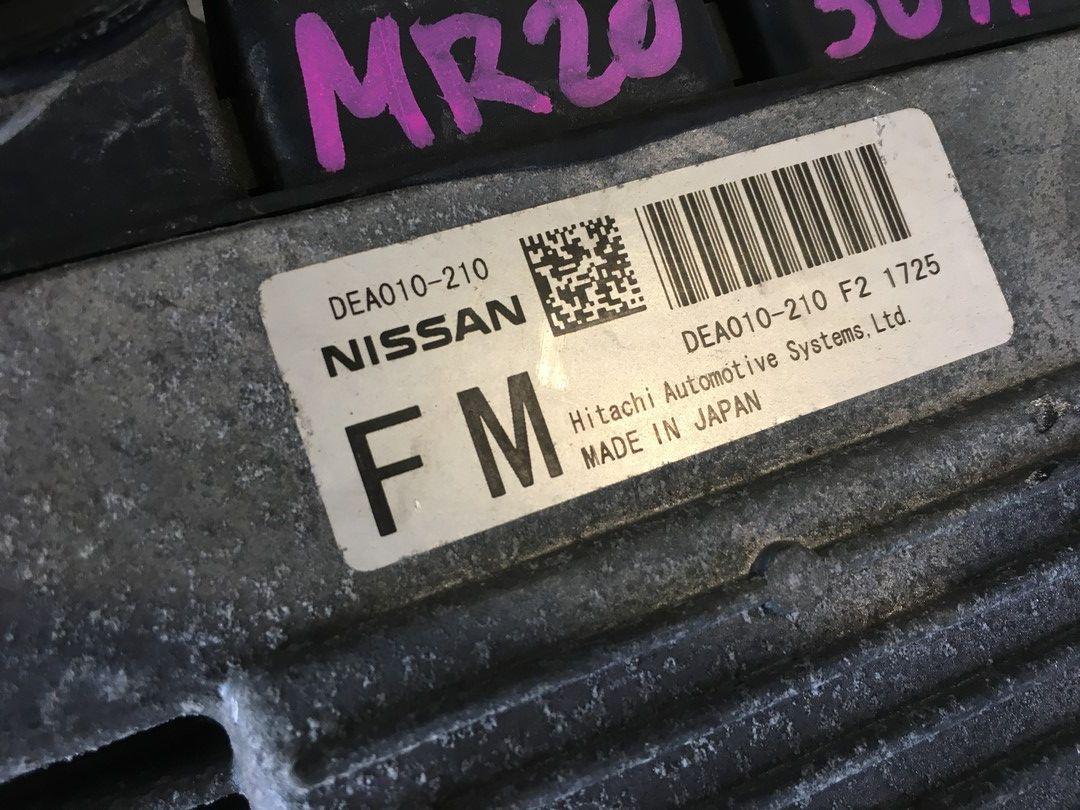 MR20
DEA010-210
NISSAN
DEA010-210 F2 1725
F M
Hitachi Automotive Systems, Ltd.
MADE IN JAPAN